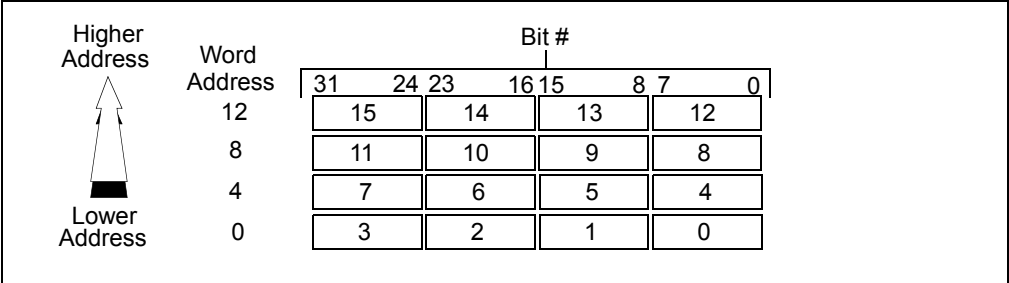 Higher
Address
Word
Address
Bit #
31 24 23 16 15 8 7 0
12 15 14 13 12
8 11 10 9 8
4 7 6 5 4
Lower
Address
0 3 2 1 0